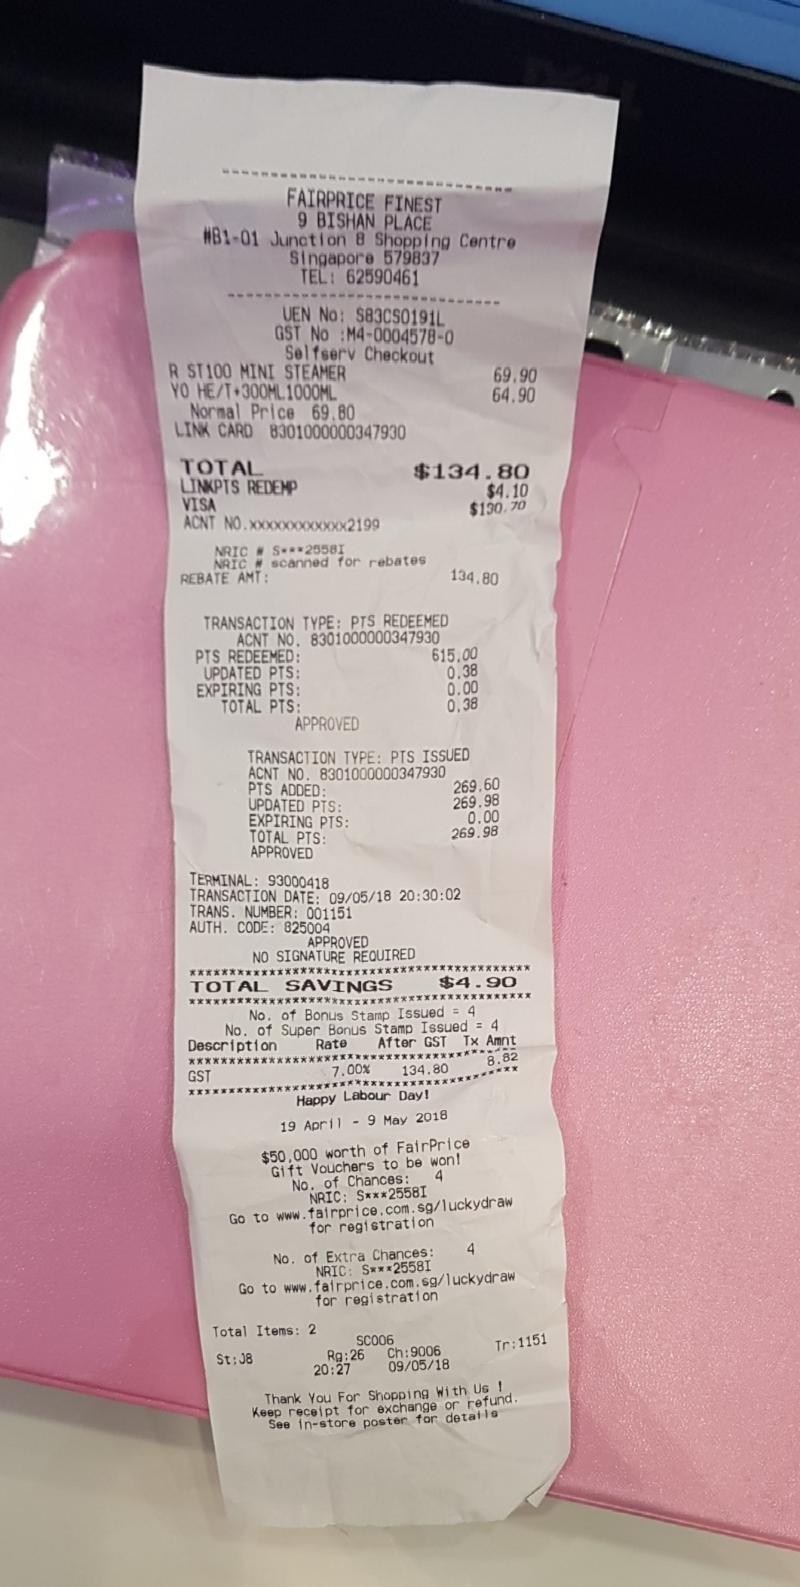 FAIRPRICE FINEST
9 BISHAN PLACE
#B1-01 Junction 8 Shopping Centre
Singapore 579837
TEL: 62590461
UEN No: S83CS0191L
GST No :M4-0004578-0
Selfserv Checkout
R ST100 MINI STEAMER 69.90
YO HE/T+300ML1000ML 64.90
Normal Price 69.80
LINK CARD 8301000000347930
TOTAL $134.80
LINKPTS REDEMP $4.10
VISA $130.70
ACNT NO.xxxxxxxxxxxx2199
NRIC # S***2558I
NRIC # scanned for rebates
REBATE AMT: 134.80
TRANSACTION TYPE: PTS REDEEMED
ACNT NO. 8301000000347930
PTS REDEEMED: 615.00
UPDATED PTS: 0.38
EXPIRING PTS: 0.00
TOTAL PTS: 0.38
APPROVED
TRANSACTION TYPE: PTS ISSUED
ACNT NO. 8301000000347930
PTS ADDED: 269.60
UPDATED PTS: 269.98
EXPIRING PTS: 0.00
TOTAL PTS: 269.98
APPROVED
TERMINAL: 93000418
TRANSACTION DATE: 09/05/18 20:30:02
TRANS. NUMBER: 001151
AUTH. CODE: 825004
APPROVED
NO SIGNATURE REQUIRED
****************************************
TOTAL SAVINGS $4.90
****************************************
No. of Bonus Stamp Issued = 4
No. of Super Bonus Stamp Issued = 4
Description Rate After GST Tx Amnt
****************************************
GST 7.00% 134.80 8.82
****************************************
Happy Labour Day!
19 April - 9 May 2018
$50,000 worth of FairPrice
Gift Vouchers to be won!
No. of Chances: 4
NRIC: S***2558I
Go to www.fairprice.com.sg/luckydraw
for registration
No. of Extra Chances: 4
NRIC: S***2558I
Go to www.fairprice.com.sg/luckydraw
for registration
Total Items: 2
SC006
St:J8 Rg:26 Ch:9006 Tr:1151
20:27 09/05/18
Thank You For Shopping With Us !
Keep receipt for exchange or refund.
See in-store poster for details